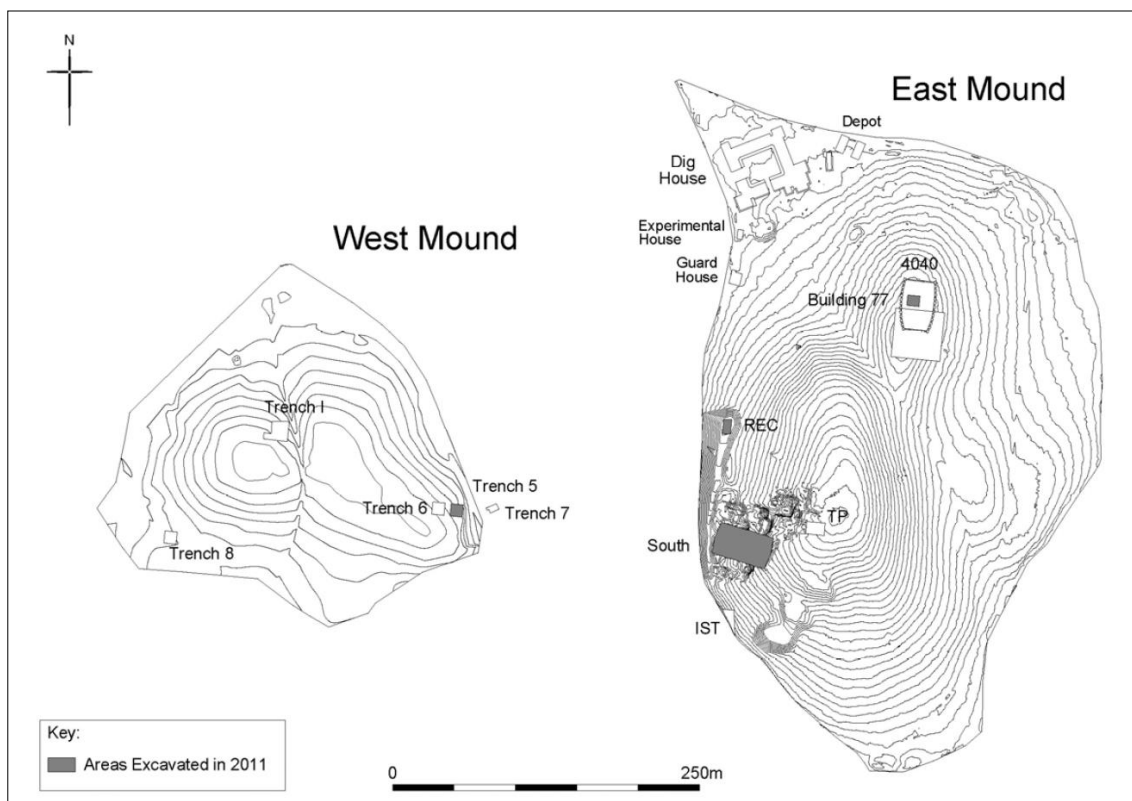 N
East Mound
Depot
Dig
House
Experimental
House
Guard
House
4040
Building 77
West Mound
Trench I
REC
Trench 5
Trench 6
Trench 7
TP
South
Trench 8
IST
Key:
Areas Excavated in 2011
0
250m